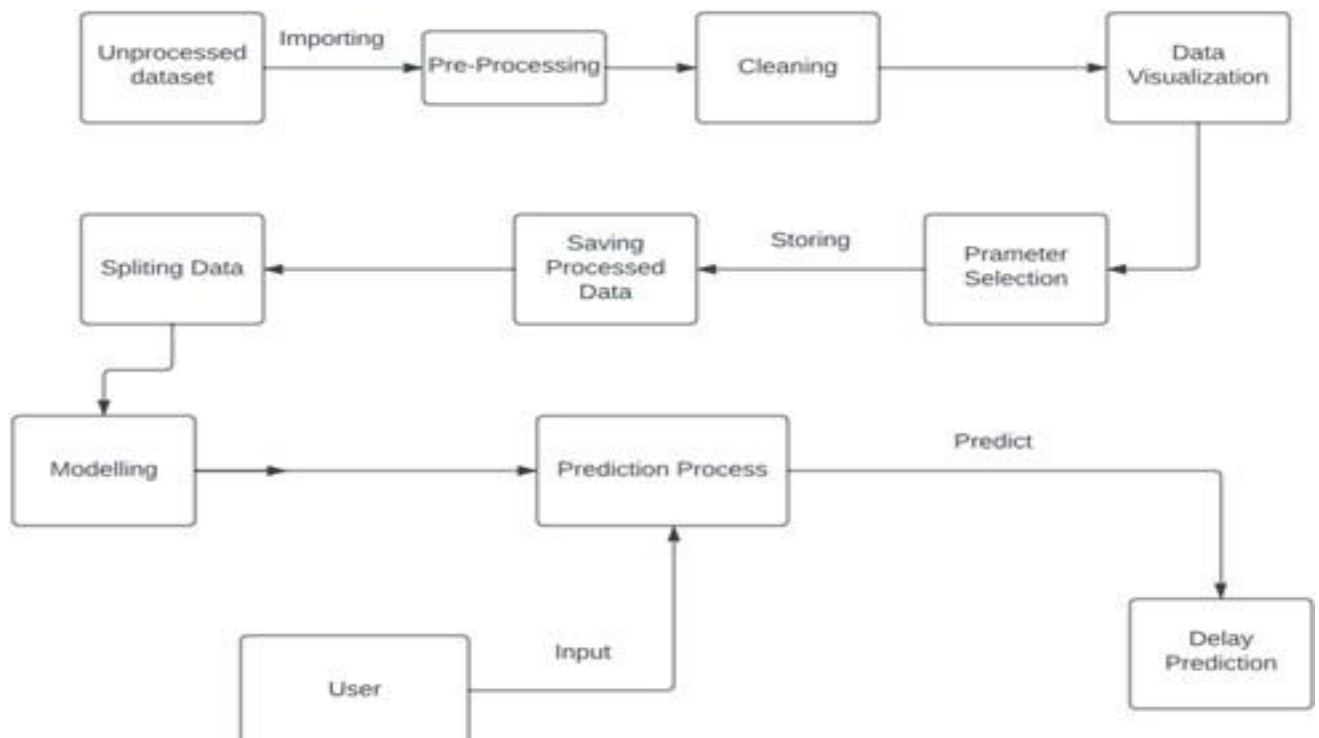 Unprocessed
dataset
Importing
Pre-Processing
Cleaning
Data
Visualization
Spliting Data
Saving
Processed
Data
Storing
Prameter
Selection
Modelling
Prediction Process
Predict
User
Input
Delay
Prediction